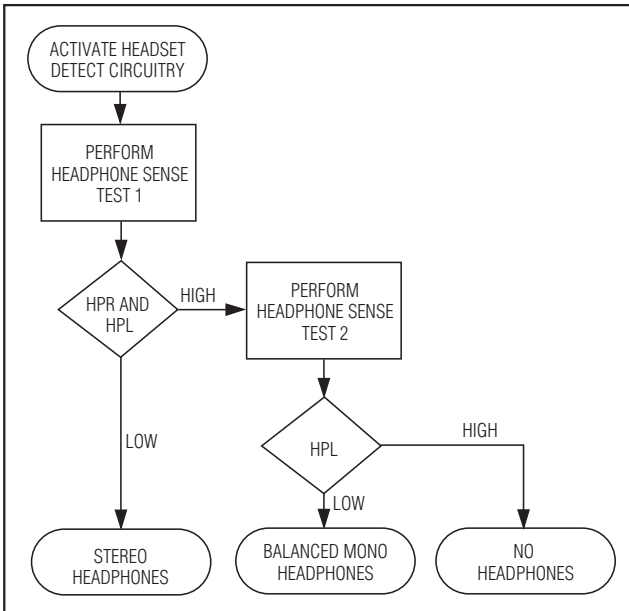 ACTIVATE HEADSET
DETECT CIRCUITRY
PERFORM
HEADPHONE SENSE
TEST 1
HPR AND
HPL
HIGH
PERFORM
HEADPHONE SENSE
TEST 2
LOW
HPL
HIGH
LOW
STEREO
HEADPHONES
BALANCED MONO
HEADPHONES
NO
HEADPHONES